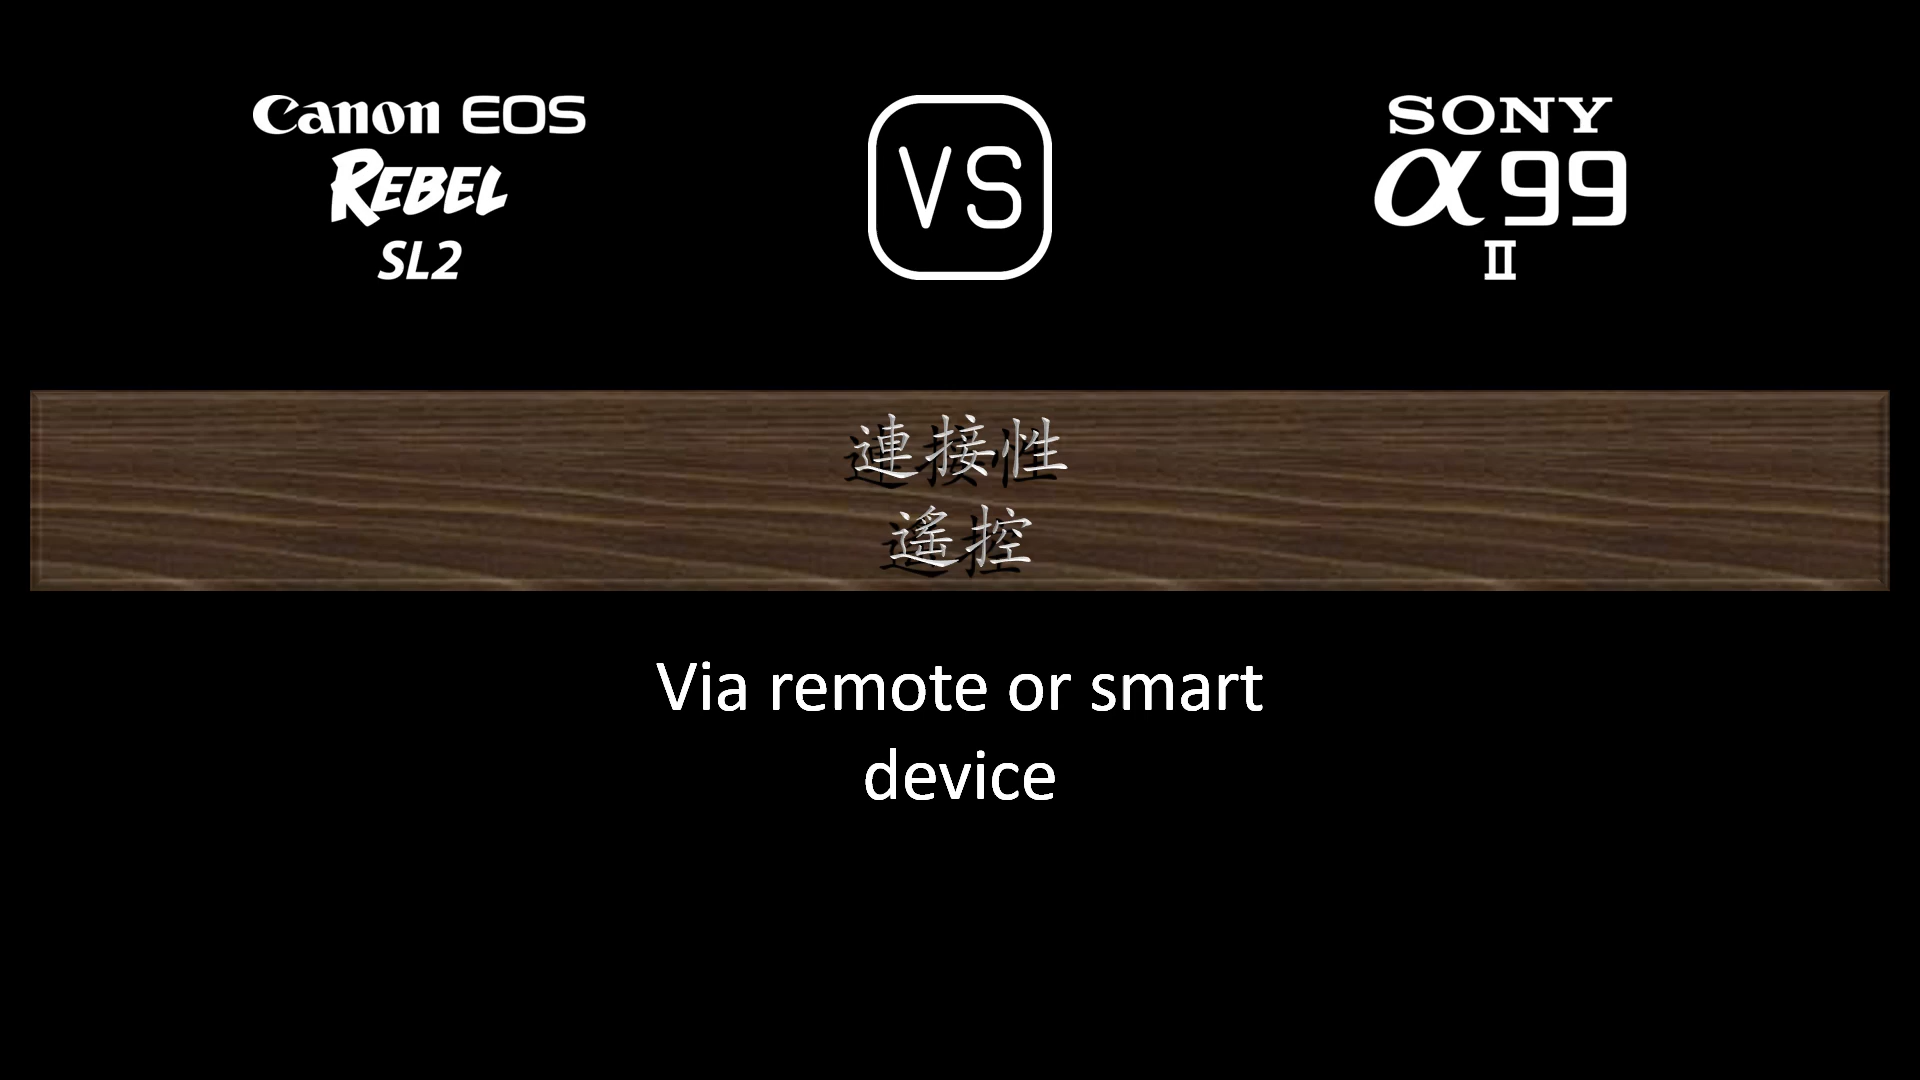 Canon EOS
REBEL
SL2
VS
SONY
α99
II
連接性
遙控
Via remote or smart
device